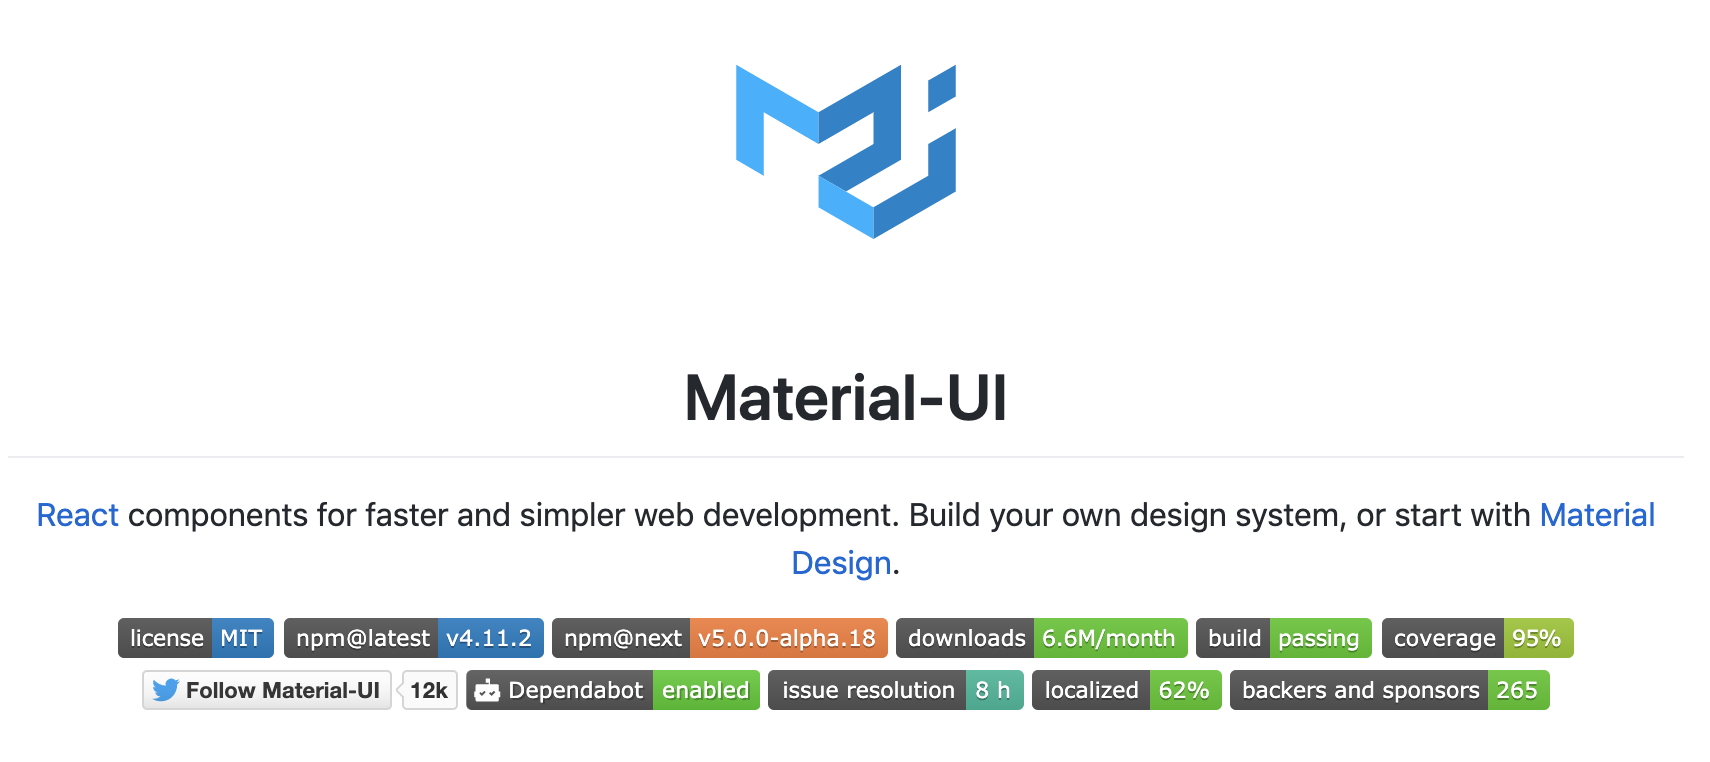 Material-UI
React components for faster and simpler web development. Build your own design system, or start with Material
Design.
license MIT npm@latest v4.11.2 npm@next v5.0.0-alpha.18 downloads 6.6M/month build passing coverage 95%
Follow Material-UI 12k Dependabot enabled issue resolution 8 h localized 62% backers and sponsors 265